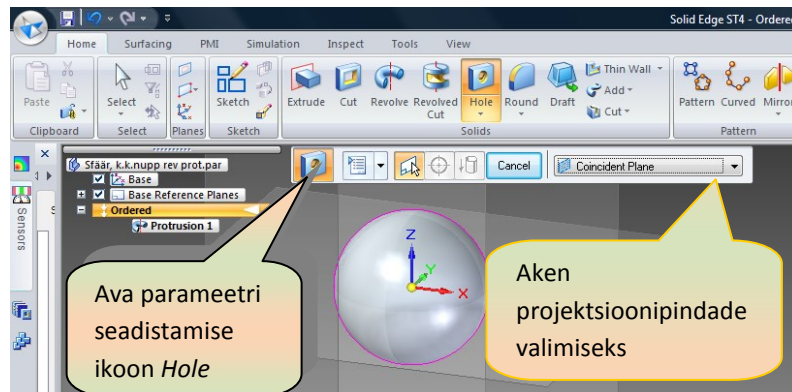 Solid Edge ST4 - Ordered
Home Surfacing PMI Simulation Inspect Tools View
Paste Select Sketch Extrude Cut Revolve Revolved Cut Hole Round Draft Thin Wall Add Cut Pattern Curved Mirror
Clipboard Select Planes Sketch Solids Pattern
Sfäär, k.k.nupp rev prot.par
Base
Base Reference Planes
Ordered
Protrusion 1
Cancel Coincident Plane
Sensors
Z
Y
X
Ava parameetri
seadistamise
ikoon Hole
Aken
projektsioonipindade
valimiseks